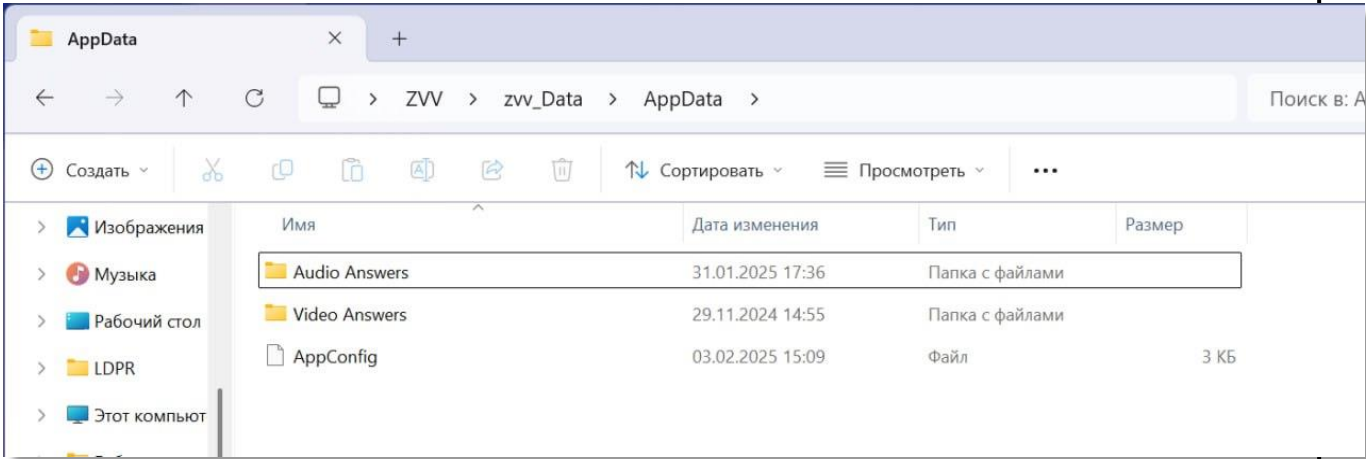 AppData
ZVV > zvv_Data > AppData >
Поиск в: A
Создать
Сортировать
Просмотреть
Имя
Дата изменения
Тип
Размер
Изображения
Музыка
Рабочий стол
LDPR
Этот компьют
Audio Answers 31.01.2025 17:36 Папка с файлами
Video Answers 29.11.2024 14:55 Папка с файлами
AppConfig 03.02.2025 15:09 Файл 3 КБ